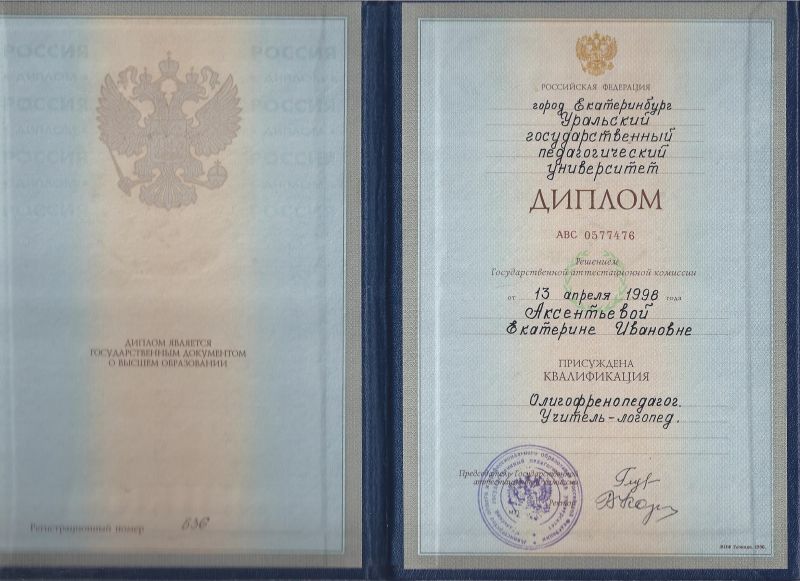 РОССИЯ
ДИПЛОМ
ДИПЛОМ ЯВЛЯЕТСЯ
ГОСУДАРСТВЕННЫМ ДОКУМЕНТОМ
О ВЫСШЕМ ОБРАЗОВАНИИ
Регистрационный номер 536
РОССИЙСКАЯ ФЕДЕРАЦИЯ
город Екатеринбург
Уральский
государственный
педагогический
университет
ДИПЛОМ
АВС 0577476
Решением
Государственной аттестационной комиссии
от 13 апреля 1998 года
Аксентьевой
Екатерине Ивановне
ПРИСУЖДЕНА
КВАЛИФИКАЦИЯ
Олигофренопедагог.
Учитель-логопед.
Председатель Государственной
аттестационной комиссии
Ректор